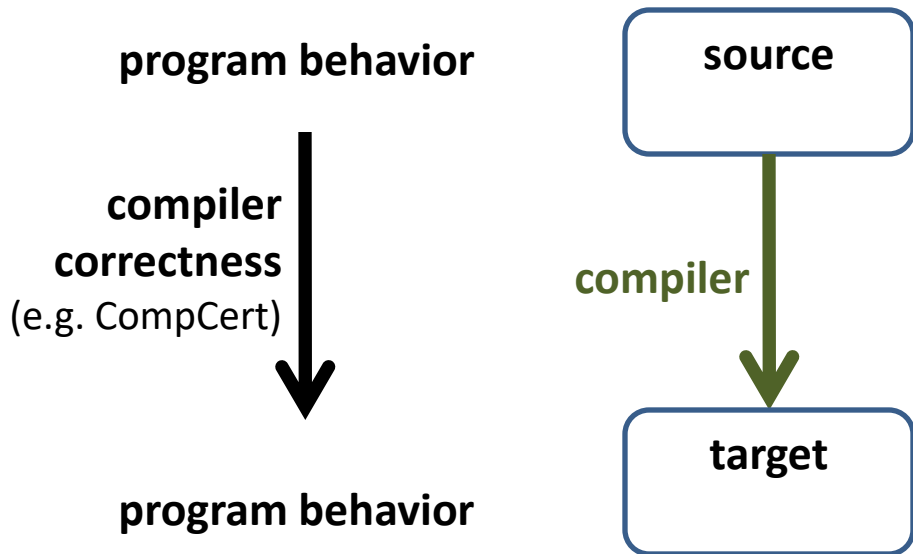 program behavior
source
compiler
correctness
(e.g. CompCert)
compiler
target
program behavior